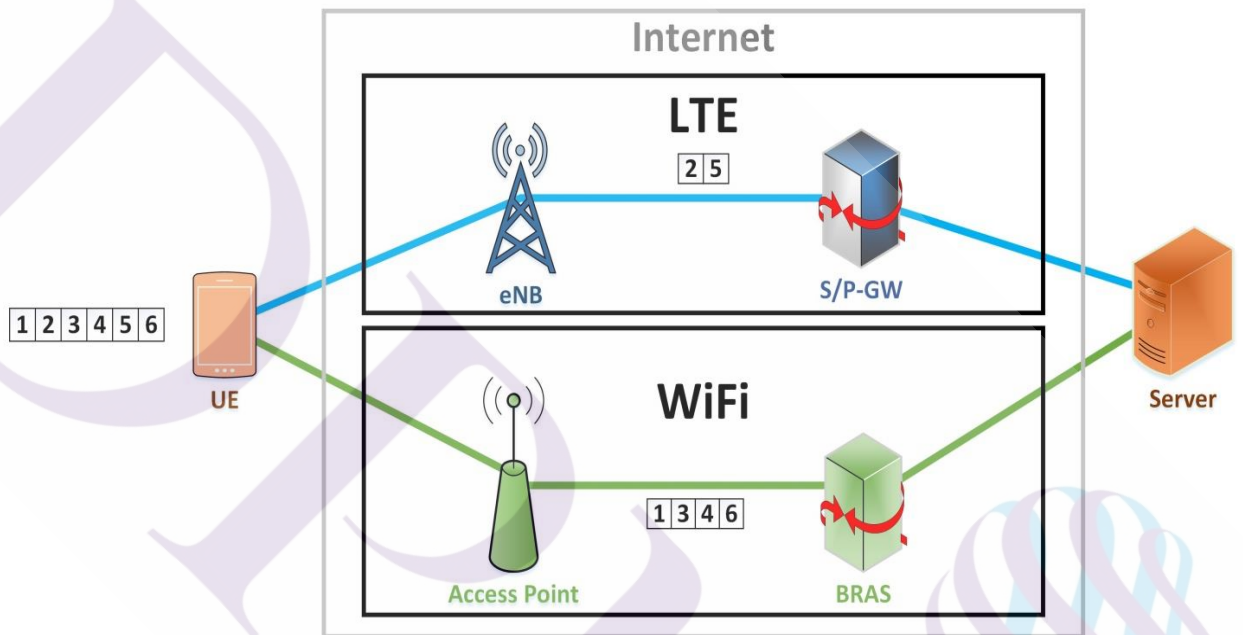 Internet
LTE
2 5
eNB
S/P-GW
1 2 3 4 5 6
UE
Server
WiFi
1 3 4 6
Access Point
BRAS